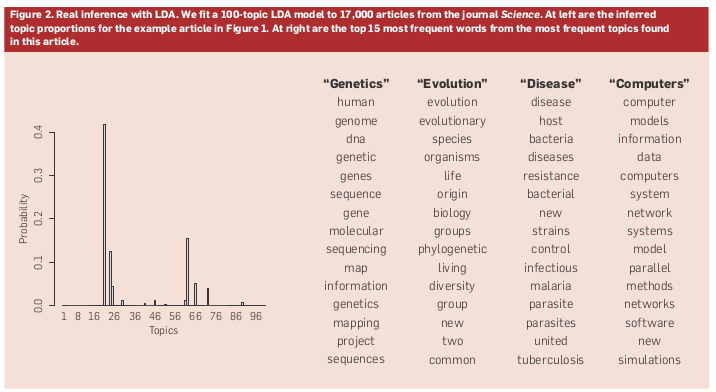 Figure 2. Real inference with LDA. We fit a 100-topic LDA model to 17,000 articles from the journal Science. At left are the inferred
topic proportions for the example article in Figure 1. At right are the top 15 most frequent words from the most frequent topics found
in this article.
Probability
0.4
0.3
0.2
0.1
0.0
1 8 16 26 36 46 56 66 76 86 96
Topics
“Genetics” “Evolution” “Disease” “Computers”
human evolution disease computer
genome evolutionary host models
dna species bacteria information
genetic organisms diseases data
genes life resistance computers
sequence origin bacterial system
gene biology new network
molecular groups strains systems
sequencing phylogenetic control model
map living infectious parallel
information diversity malaria methods
genetics group parasite networks
mapping new parasites software
project two united new
sequences common tuberculosis simulations